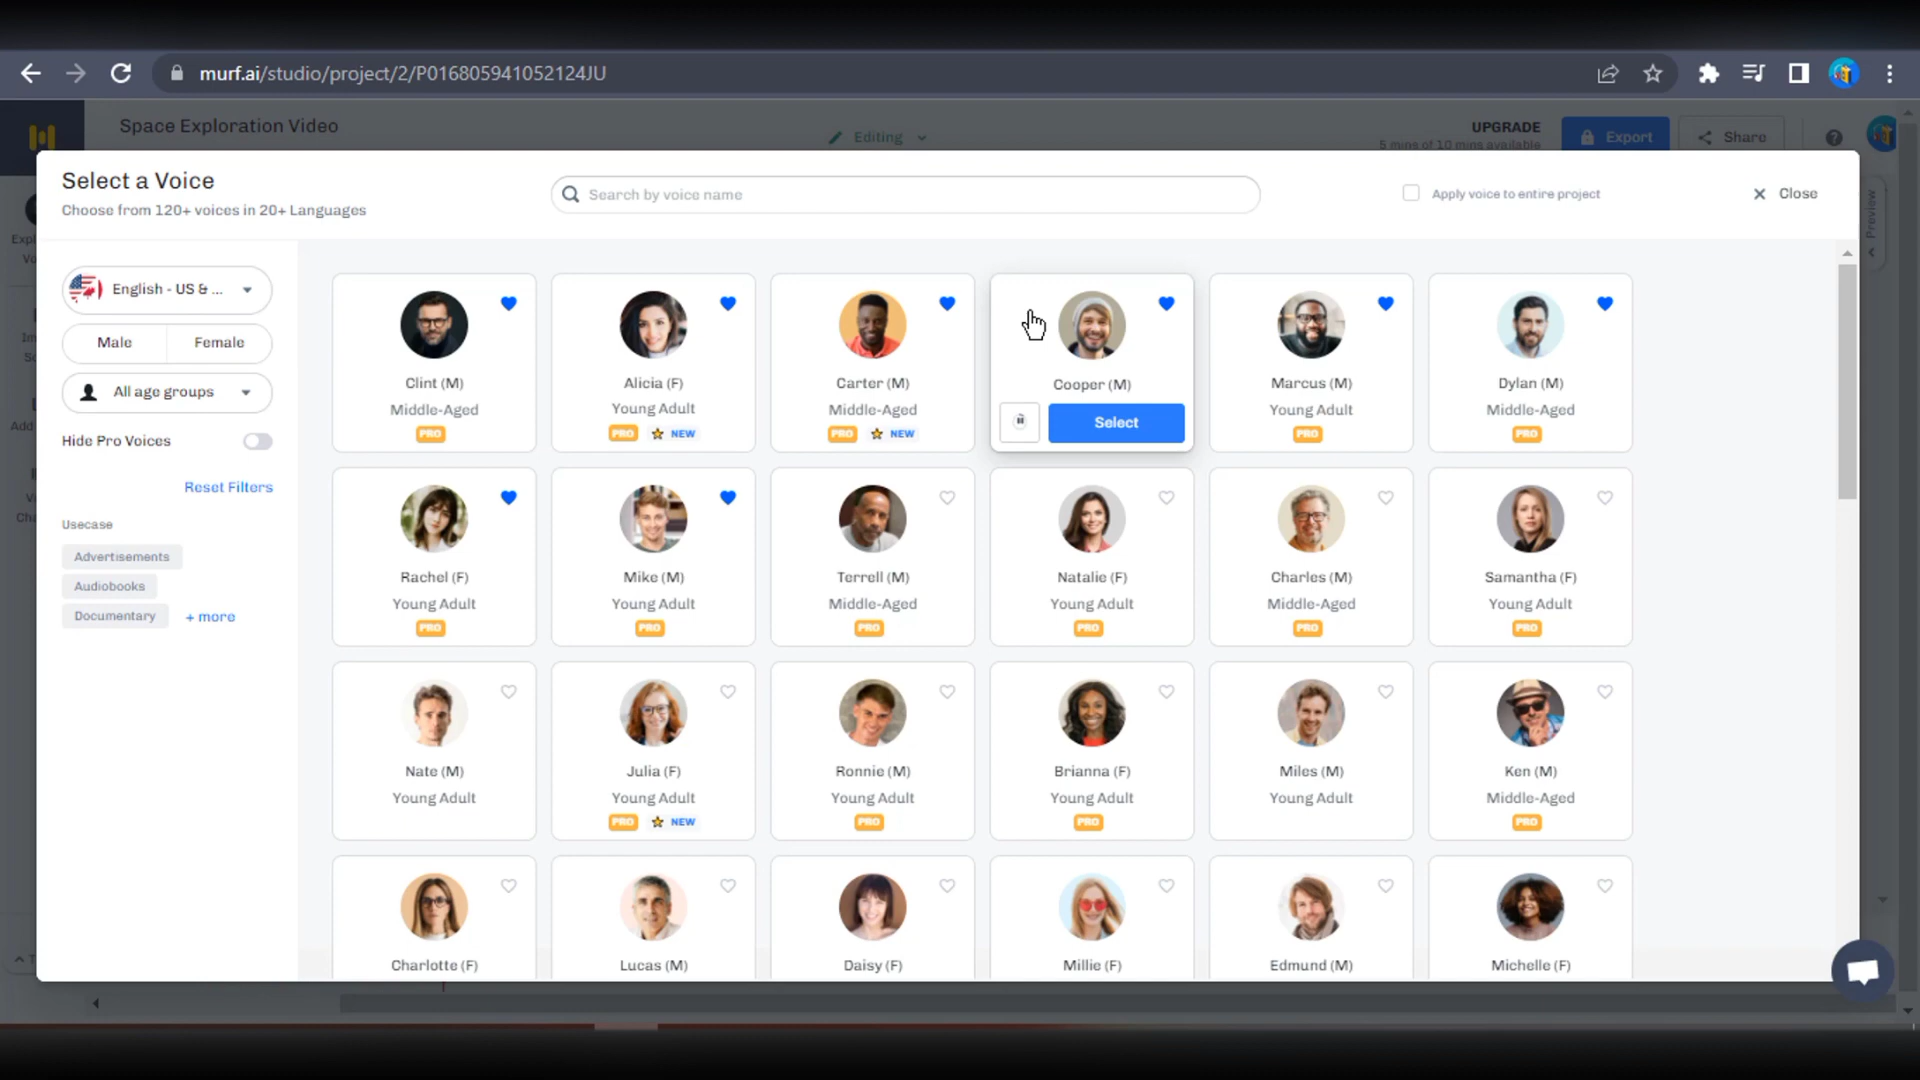 murf.ai/studio/project/2/P016805941052124JU
Space Exploration Video
Editing
UPGRADE
5 mins of 10 mins available
Export
Share
Select a Voice
Choose from 120+ voices in 20+ Languages
Search by voice name
Apply voice to entire project
Close
Preview
English - US & ...
Male
Female
All age groups
Hide Pro Voices
Reset Filters
Usecase
Advertisements
Audiobooks
Documentary
+ more
Clint (M)
Middle-Aged
PRO
Alicia (F)
Young Adult
PRO NEW
Carter (M)
Middle-Aged
PRO NEW
Cooper (M)
Select
Marcus (M)
Young Adult
PRO
Dylan (M)
Middle-Aged
PRO
Rachel (F)
Young Adult
PRO
Mike (M)
Young Adult
PRO
Terrell (M)
Middle-Aged
PRO
Natalie (F)
Young Adult
PRO
Charles (M)
Middle-Aged
PRO
Samantha (F)
Young Adult
PRO
Nate (M)
Young Adult
Julia (F)
Young Adult
PRO NEW
Ronnie (M)
Young Adult
PRO
Brianna (F)
Young Adult
PRO
Miles (M)
Young Adult
Ken (M)
Middle-Aged
PRO
Charlotte (F)
Lucas (M)
Daisy (F)
Millie (F)
Edmund (M)
Michelle (F)